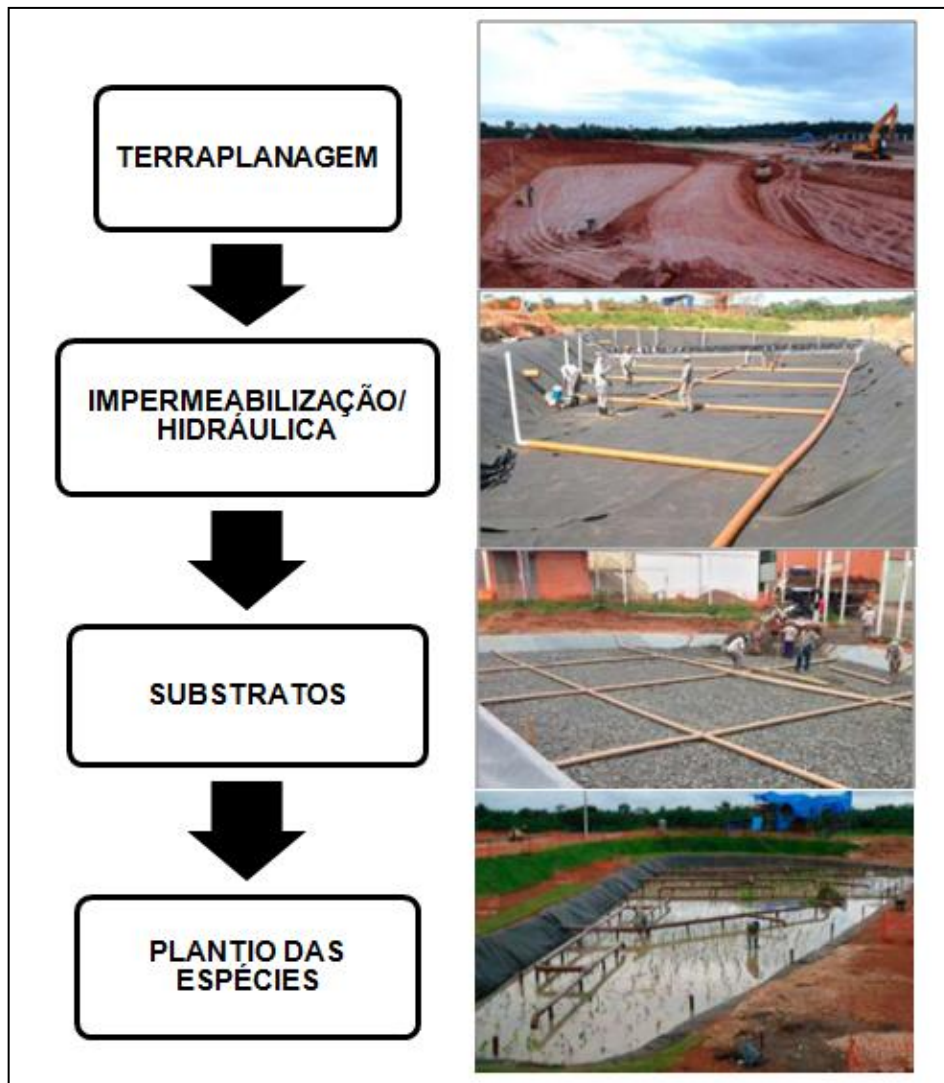 TERRAPLANAGEM
IMPERMEABILIZAÇÃO/
HIDRÁULICA
SUBSTRATOS
PLANTIO DAS
ESPÉCIES